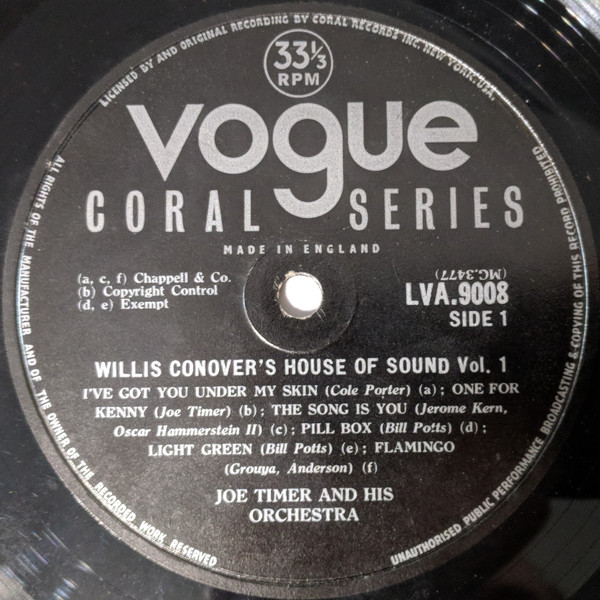 LICENSED BY AND ORIGINAL RECORDING BY CORAL RECORDS INC. NEW YORK. USA.
33⅓
RPM
vogue
CORAL SERIES
MADE IN ENGLAND
(a, c, f) Chappell & Co.
(b) Copyright Control
(d, e) Exempt
(MG.3477)
LVA.9008
SIDE 1
WILLIS CONOVER'S HOUSE OF SOUND Vol. 1
I'VE GOT YOU UNDER MY SKIN (Cole Porter) (a) ; ONE FOR
KENNY (Joe Timer) (b) ; THE SONG IS YOU (Jerome Kern,
Oscar Hammerstein II) (c) ; PILL BOX (Bill Potts) (d) ;
LIGHT GREEN (Bill Potts) (e) ; FLAMINGO
(Grouya, Anderson) (f)
JOE TIMER AND HIS
ORCHESTRA
ALL RIGHTS OF THE MANUFACTURER AND OF THE OWNER OF THE RECORDED WORK RESERVED
UNAUTHORISED PUBLIC PERFORMANCE BROADCASTING & COPYING OF THIS RECORD PROHIBITED